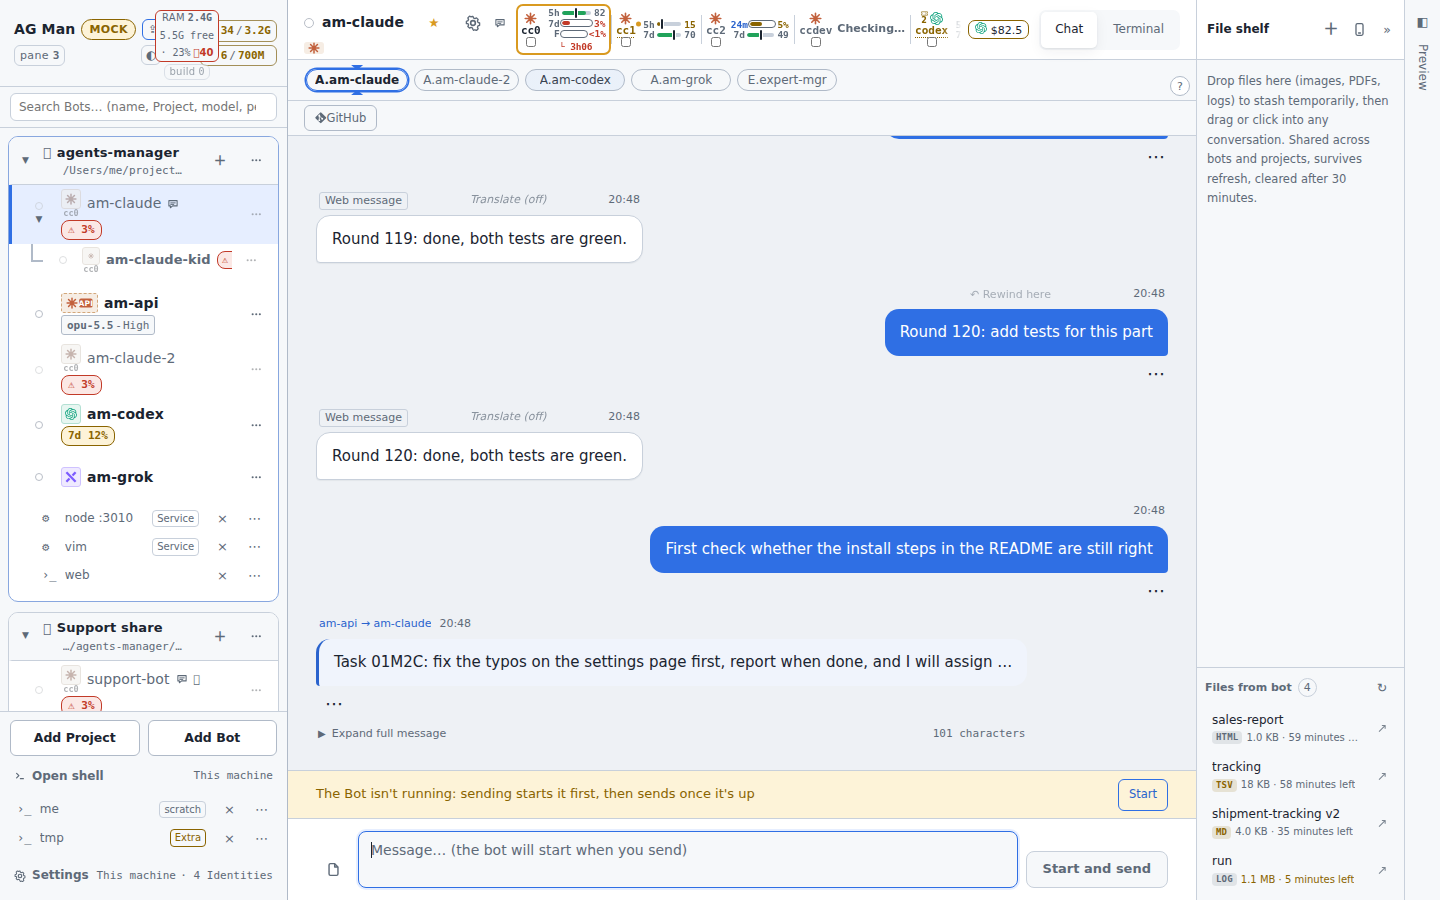 AG Man MOCK
RAM 2.4G
5.5G free
· 23% 40
34/3.2G
pane 3
6/700M
build 0
Search Bots… (name, Project, model, pe
▼ agents-manager + ···
/Users/me/project…
am-claude ···
cc0
▼
⚠ 3%
am-claude-kid ⚠ ···
cc0
API am-api ···
opu-5.5-High
am-claude-2 ···
cc0
⚠ 3%
am-codex ···
7d 12%
am-grok ···
node :3010 Service × ···
vim Service × ···
>_ web × ···
▼ Support share + ···
…/agents-manager/…
support-bot ···
cc0
⚠ 3%
Add Project Add Bot
Open shell This machine
>_ me scratch × ···
>_ tmp Extra × ···
Settings This machine · 4 Identities
am-claude ★
cc0
5h 82
7d 3%
F <1%
└ 3h06
cc1
5h 15
7d 70
cc2
24m 5%
7d 49
ccdev Checking…
2
codex
5
7
$82.5
Chat Terminal
A.am-claude A.am-claude-2 A.am-codex A.am-grok E.expert-mgr ?
GitHub
···
Web message Translate (off) 20:48
Round 119: done, both tests are green.
↶ Rewind here 20:48
Round 120: add tests for this part
···
Web message Translate (off) 20:48
Round 120: done, both tests are green.
20:48
First check whether the install steps in the README are still right
···
am-api → am-claude 20:48
Task 01M2C: fix the typos on the settings page first, report when done, and I will assign …
···
▶ Expand full message 101 characters
The Bot isn't running: sending starts it first, then sends once it's up Start
Message… (the bot will start when you send)
Start and send
File shelf + »
Drop files here (images, PDFs,
logs) to stash temporarily, then
drag or click into any
conversation. Shared across
bots and projects, survives
refresh, cleared after 30
minutes.
Files from bot 4 ↻
sales-report
HTML 1.0 KB · 59 minutes … ↗
tracking
TSV 18 KB · 58 minutes left ↗
shipment-tracking v2
MD 4.0 KB · 35 minutes left ↗
run
LOG 1.1 MB · 5 minutes left ↗
Preview